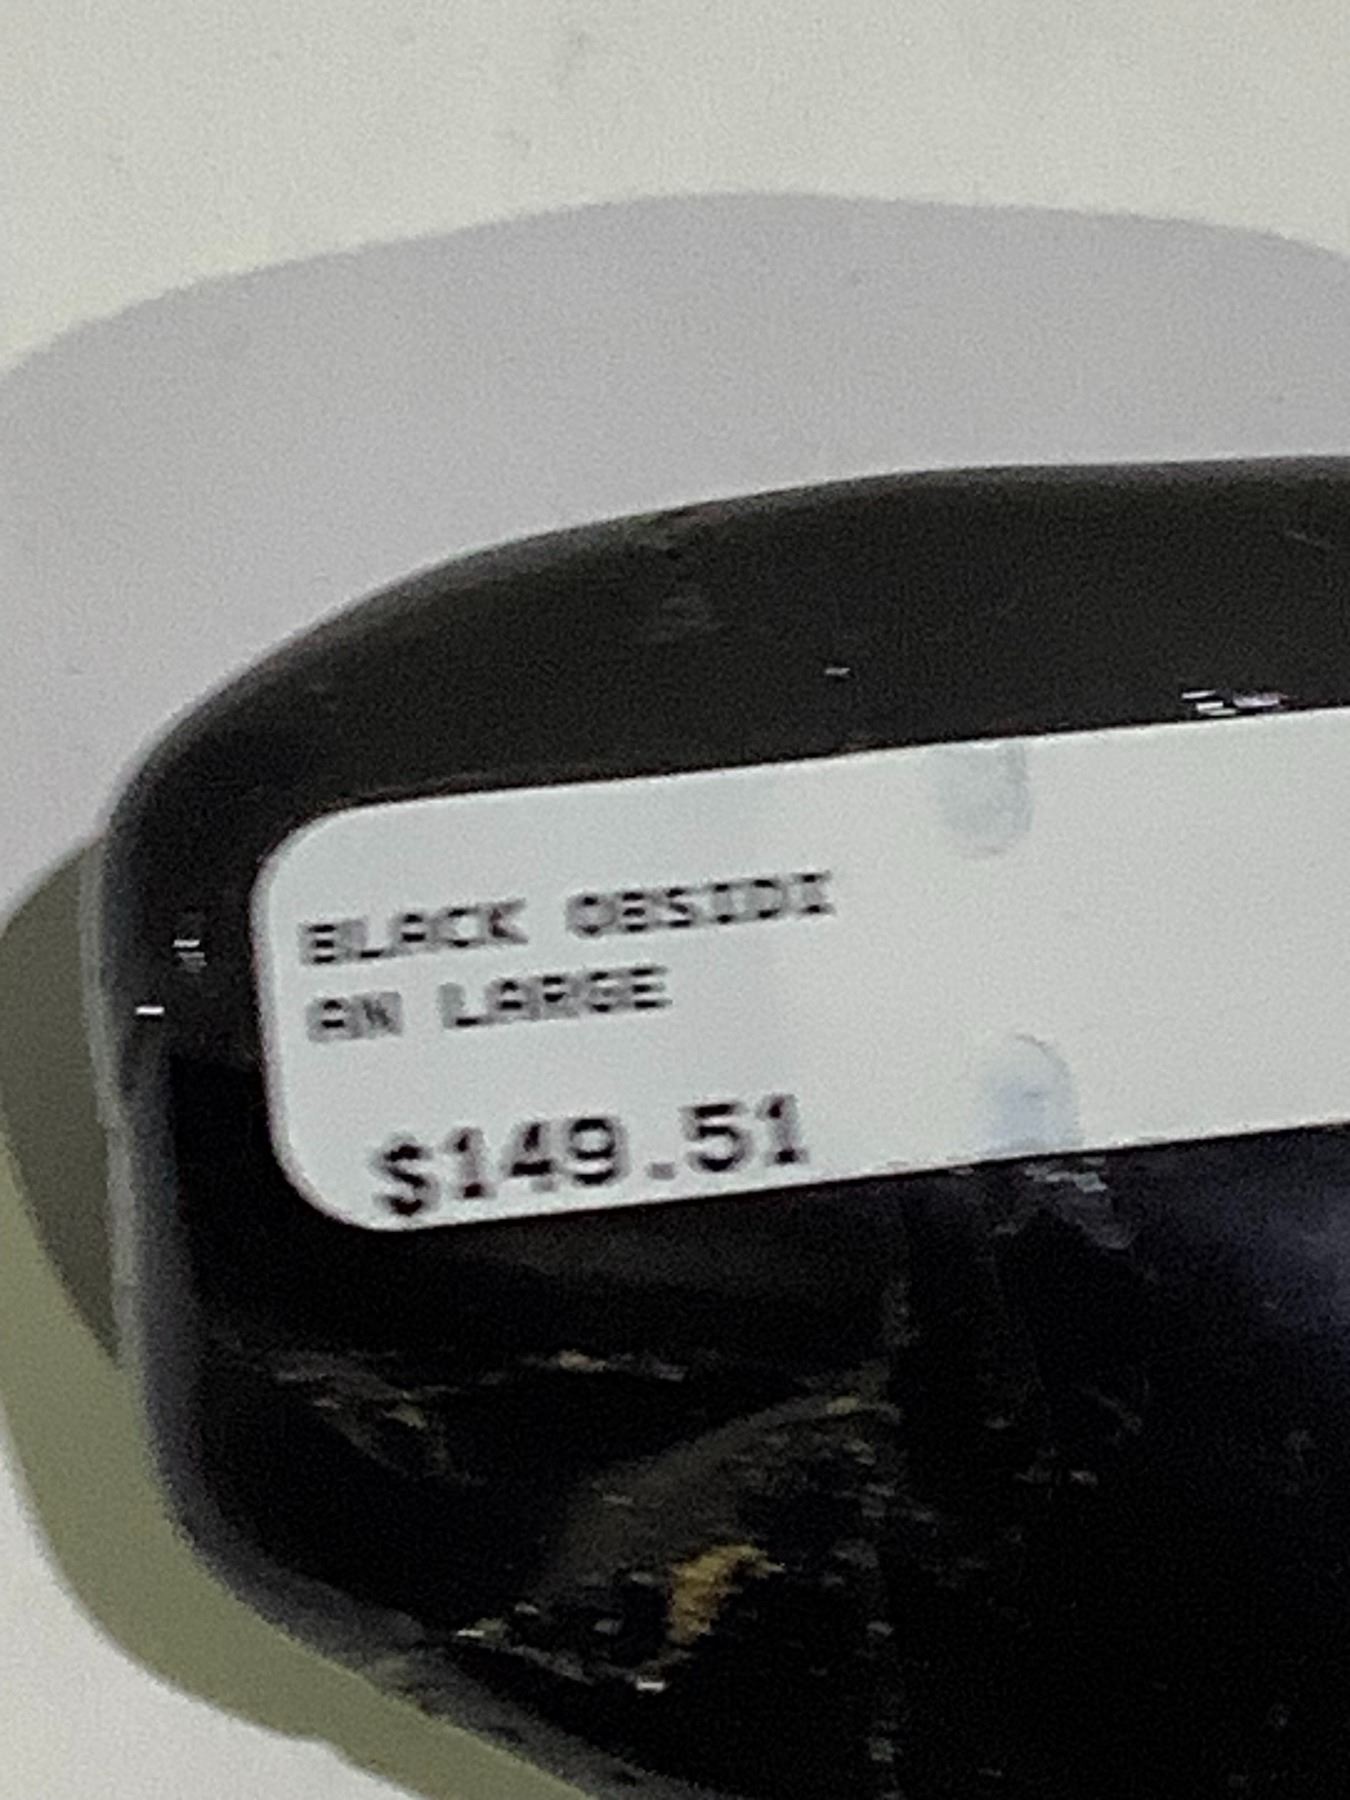 BLACK OBSIDI
AN LARGE
$149.51